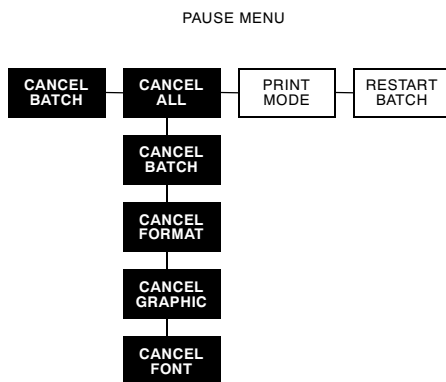 PAUSE MENU
CANCEL
BATCH
CANCEL
ALL
PRINT
MODE
RESTART
BATCH
CANCEL
BATCH
CANCEL
FORMAT
CANCEL
GRAPHIC
CANCEL
FONT